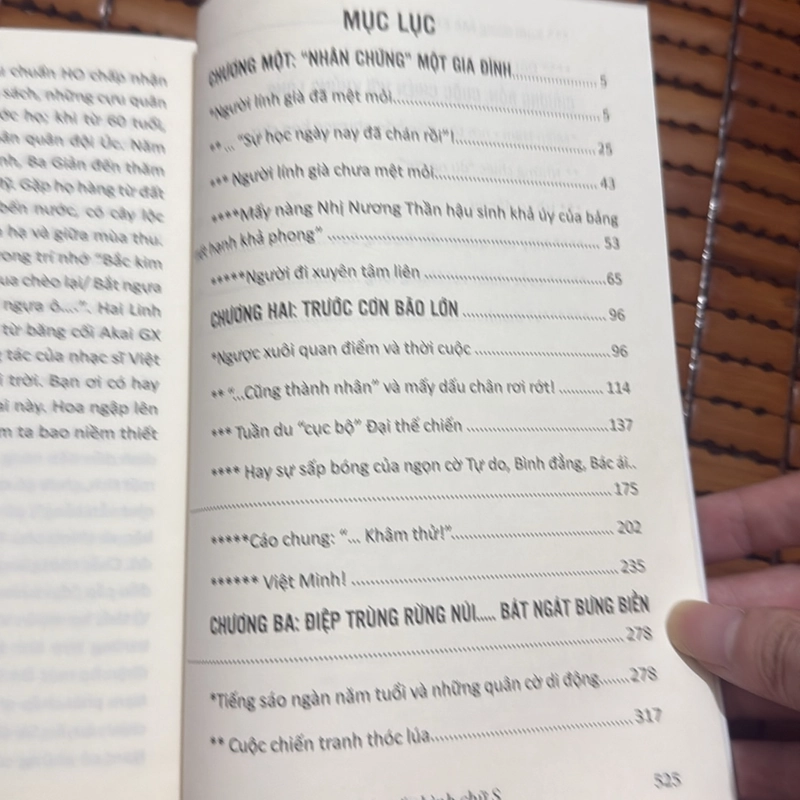 chuẩn HO chấp nhận
sách, những cựu quân
ớc họ; khi từ 60 tuổi,
ân quân đội Úc. Năm
nh, Ba Giản đến thăm
ỹ. Gặp họ hàng từ đất
bến nước, có cây lộc
hạ và giữa mùa thu.
rong trí nhớ "Bắc kim
ua chèo lại/ Bắt ngựa
ngựa ô....". Hai Linh
từ băng cối Akai GX
tác của nhạc sĩ Việt
trời. Bạn ơi có hay
ai này. Hoa ngập lên
m ta bao niềm thiết
MỤC LỤC
CHƯƠNG MỘT: "NHÂN CHỨNG" MỘT GIA ĐÌNH 5
*Người lính già đã mệt mỏi 5
** ... "Sự học ngày nay đã chán rồi"! 25
*** Người lính già chưa mệt mỏi 43
****Mấy nàng Nhị Nương Thần hậu sinh khả úy của bảng
hạnh khả phong" 53
*****Người đi xuyên tâm liên 65
CHƯƠNG HAI: TRƯỚC CƠN BÃO LỚN 96
*Ngược xuôi quan điểm và thời cuộc 96
** "...Cũng thành nhân" và mấy dấu chân rơi rớt! 114
*** Tuần du "cục bộ" Đại thế chiến 137
**** Hay sự sấp bóng của ngọn cờ Tự do, Bình đẳng, Bác ái..
175
*****Cáo chung: "... Khâm thử!" 202
****** Việt Minh! 235
CHƯƠNG BA: ĐIỆP TRÙNG RỪNG NÚI.... BÁT NGÁT BƯNG BIỀN
278
*Tiếng sáo ngàn năm tuổi và những quân cờ di động 278
** Cuộc chiến tranh thóc lúa 317
525
hình chữ S